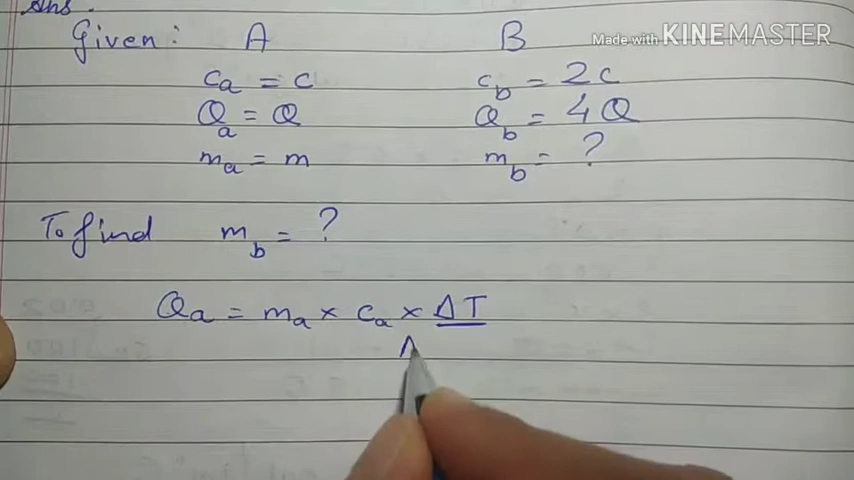 Ans.
Given: A B
Made with KINEMASTER
ca = c cb = 2c
Qa = Q Qb = 4Q
ma = m mb = ?
To find mb = ?
Qa = ma × ca × ΔT